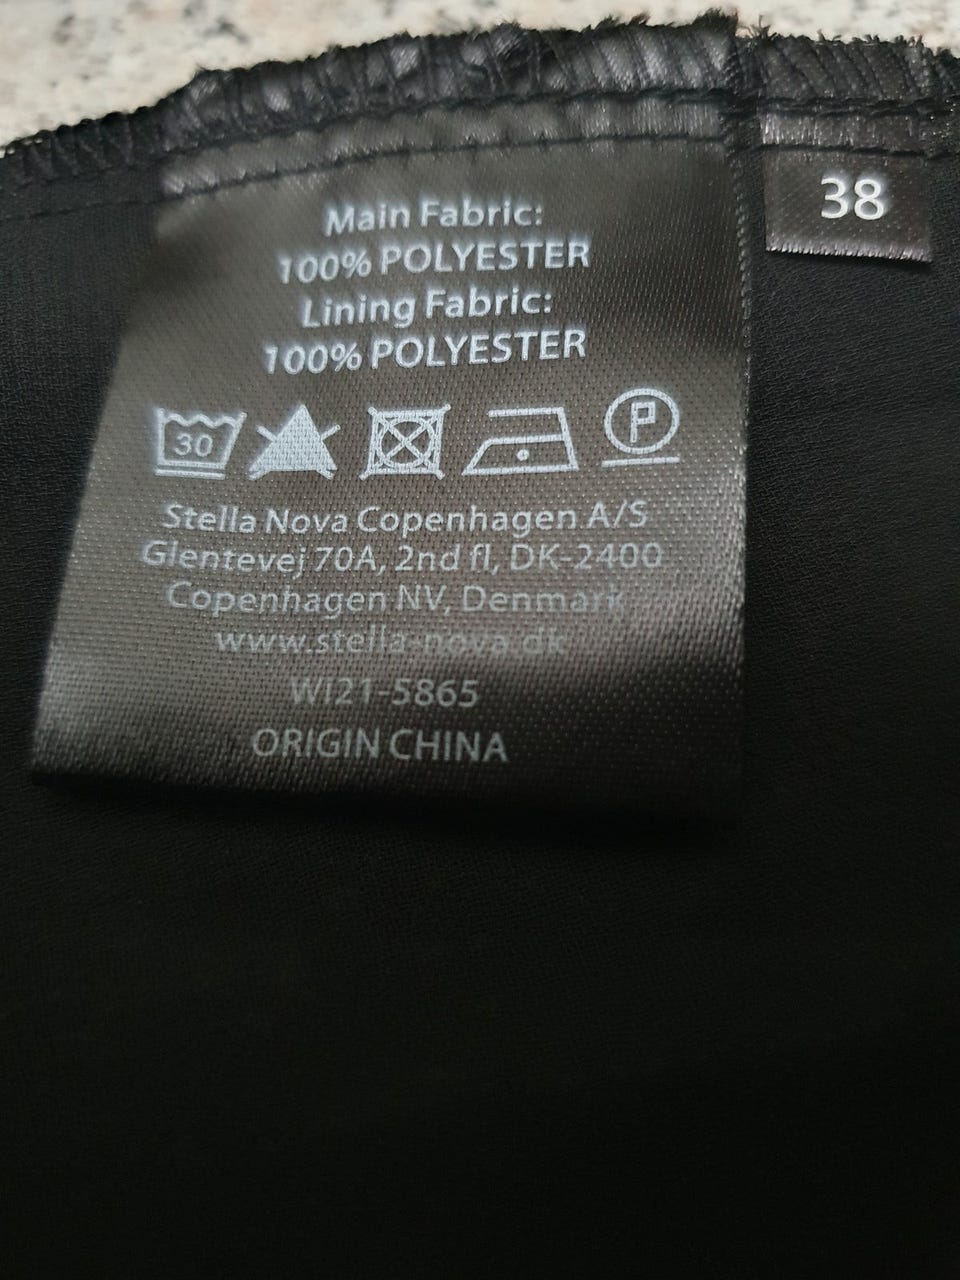 38
Main Fabric:
100% POLYESTER
Lining Fabric:
100% POLYESTER
30 P
Stella Nova Copenhagen A/S
Glentevej 70A, 2nd fl, DK-2400
Copenhagen NV, Denmark
www.stella-nova.dk
WI21-5865
ORIGIN CHINA